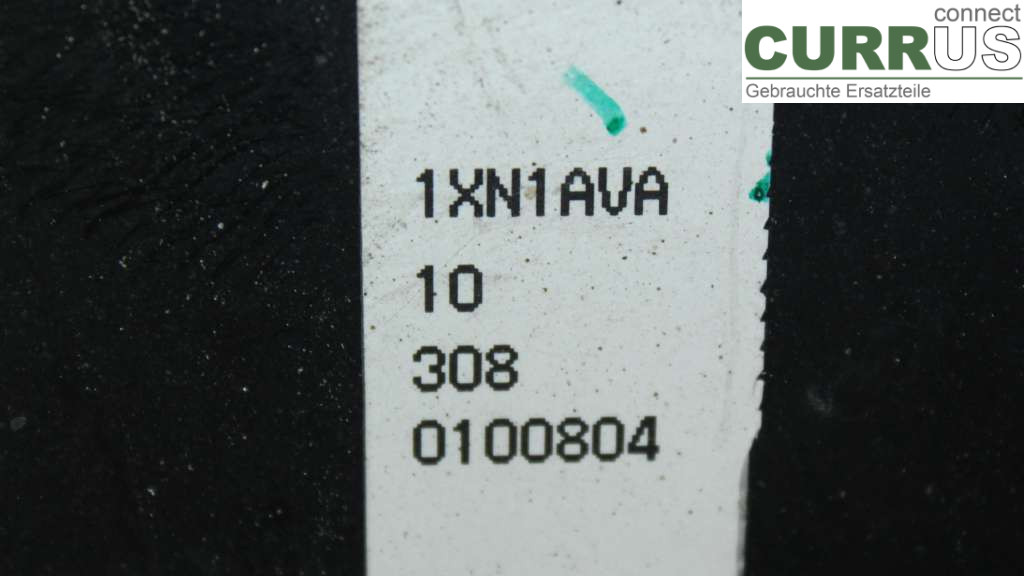 connect
CURRUS
Gebrauchte Ersatzteile
1XN1AVA
10
308
0100804